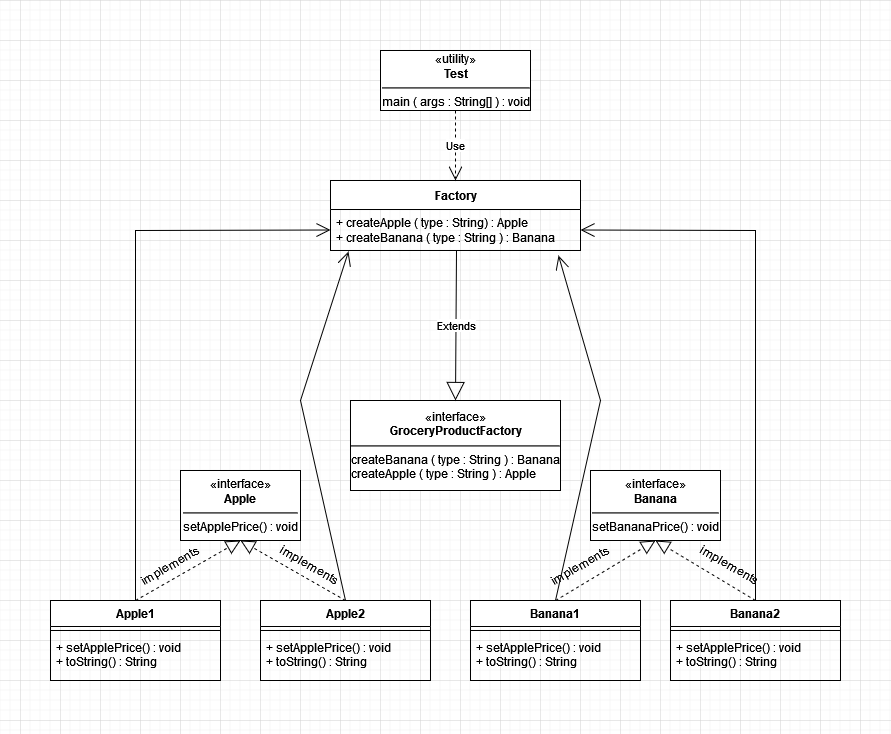 «utility»
Test
main ( args : String[] ) : void
Use
Factory
+ createApple ( type : String) : Apple
+ createBanana ( type : String ) : Banana
Extends
«interface»
GroceryProductFactory
createBanana ( type : String ) : Banana
createApple ( type : String ) : Apple
«interface»
Apple
setApplePrice() : void
«interface»
Banana
setBananaPrice() : void
implements
implements
implements
implements
Apple1
+ setApplePrice() : void
+ toString() : String
Apple2
+ setApplePrice() : void
+ toString() : String
Banana1
+ setApplePrice() : void
+ toString() : String
Banana2
+ setApplePrice() : void
+ toString() : String